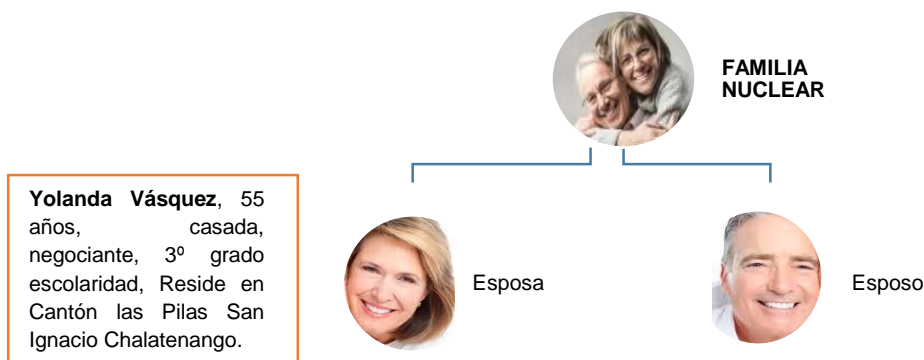 FAMILIA
NUCLEAR
Yolanda Vásquez, 55
años, casada,
negociante, 3º grado
escolaridad, Reside en
Cantón las Pilas San
Ignacio Chalatenango.
Esposa
Esposo